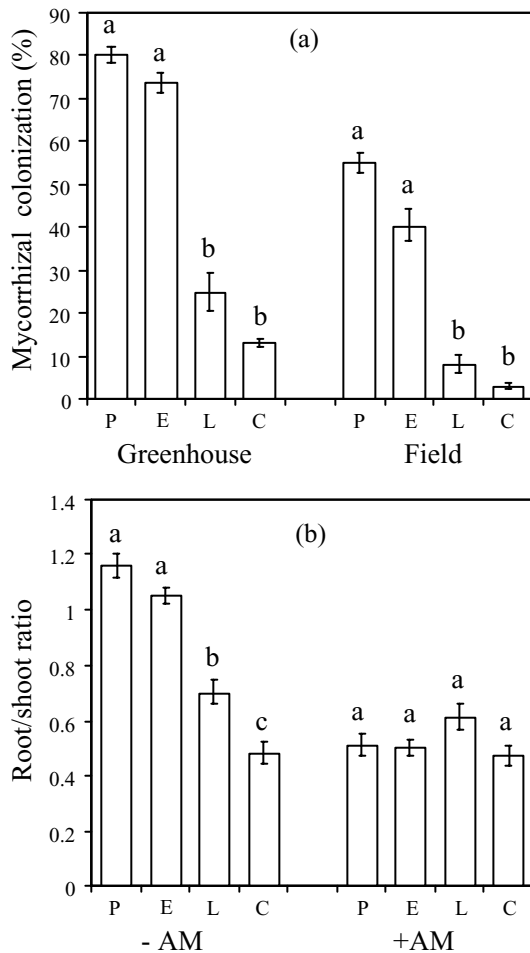 (a)
Mycorrhizal colonization (%)
90
80
70
60
50
40
30
20
10
0
a
a
b
b
a
a
b
b
P E L C P E L C
Greenhouse Field
(b)
Root/shoot ratio
1.4
1.2
1
0.8
0.6
0.4
0.2
0
a
a
b
c
a
a
a
a
P E L C P E L C
- AM +AM